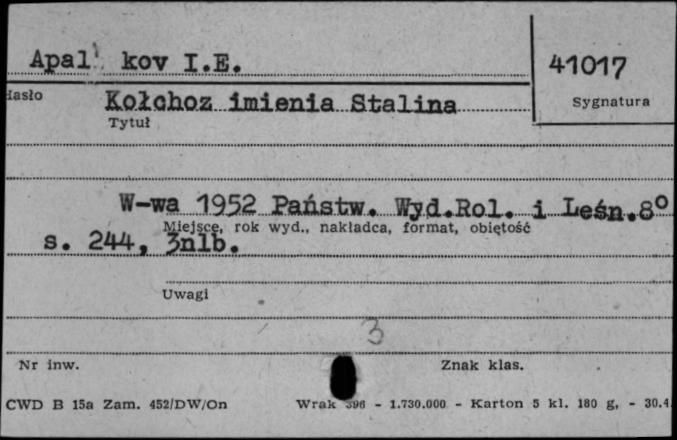 Apal' kov I.E.
41017
Hasło
Kołchoz imienia Stalina
Sygnatura
Tytuł
W-wa 1952 Państw. Wyd.Rol. i Leśn.8°
Miejsce, rok wyd., nakładca, format, objętość
s. 244, 3nlb.
Uwagi
3
Nr inw.
Znak klas.
CWD B 15a Zam. 452/DW/On
Wrak 396 - 1.730.000 - Karton 5 kl. 180 g, - 30.4